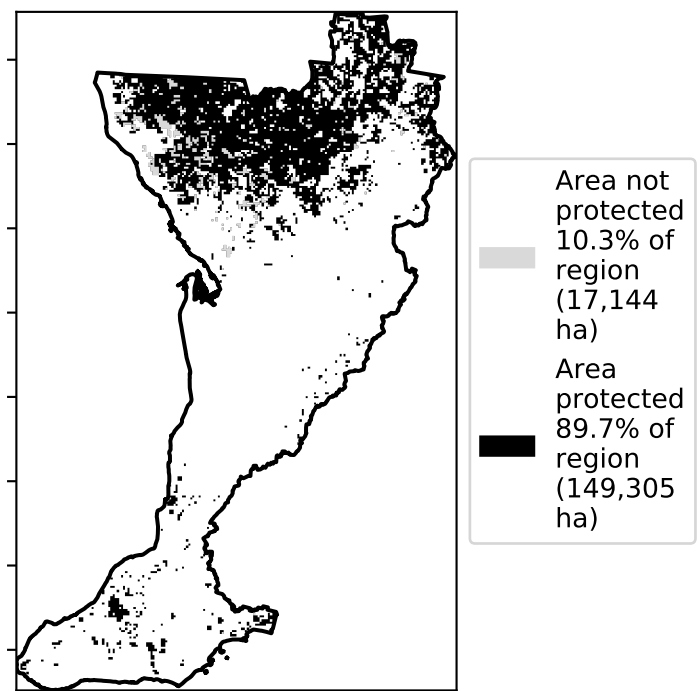 Area not
protected
10.3% of
region
(17,144
ha)
Area
protected
89.7% of
region
(149,305
ha)